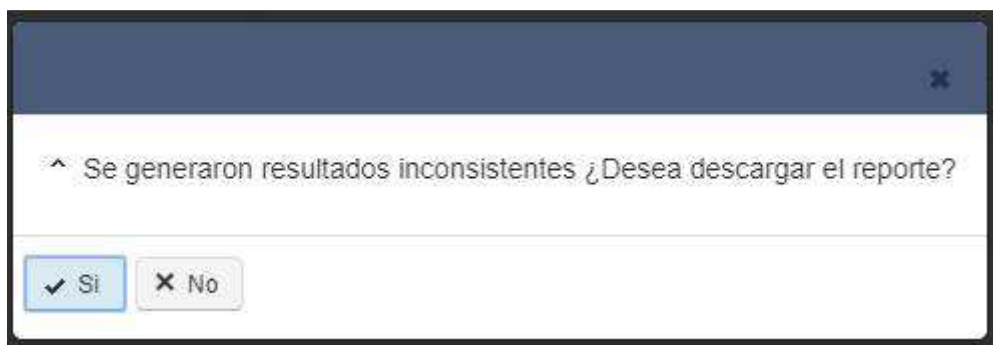 ^ Se generaron resultados inconsistentes ¿Desea descargar el reporte?
Si
No